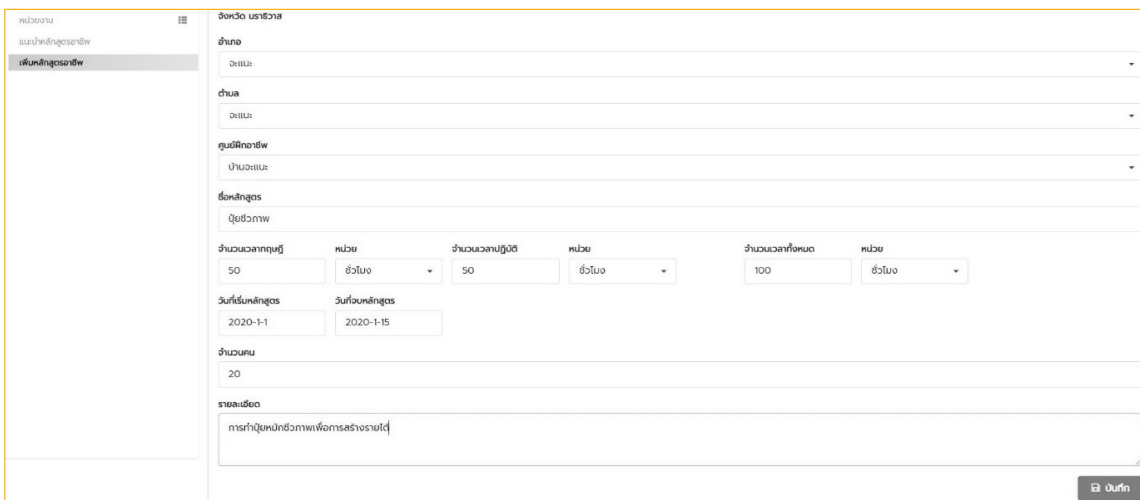 หน่วยงาน
แนะนำหลักสูตรอาชีพ
เพิ่มหลักสูตรอาชีพ
จังหวัด นราธิวาส
อำเภอ
จะแนะ
ตำบล
จะแนะ
ศูนย์ฝึกอาชีพ
บ้านจะแนะ
ชื่อหลักสูตร
ปุ๋ยชีวภาพ
จำนวนเวลาทฤษฎี หน่วย จำนวนเวลาปฏิบัติ หน่วย จำนวนเวลาทั้งหมด หน่วย
50 ชั่วโมง 50 ชั่วโมง 100 ชั่วโมง
วันที่เริ่มหลักสูตร วันที่จบหลักสูตร
2020-1-1 2020-1-15
จำนวนคน
20
รายละเอียด
การทำปุ๋ยหมักชีวภาพเพื่อการสร้างรายได้
บันทึก